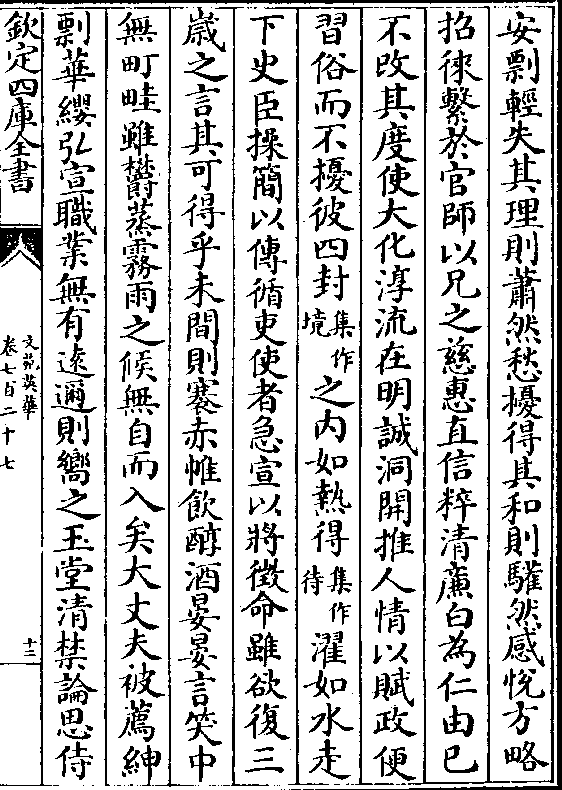 安剽輕失其理則蕭然愁擾得其和則驩然感悅方略
招徠繫於官師以兄之慈惠直信粹清廉白為仁由已
不改其度使大化淳流在明誠洞開推人情以賦政便
習俗而不擾彼四封集作境之内如熱得集作待濯如水走
下史臣操簡以傳循吏使者急宣以將徴命雖欲復三
嵗之言其可得乎未間則褰赤帷飲醇酒晏晏言笑中
無町畦雖欝蒸霧雨之候無自而入矣大丈夫被薦紳
剽華纓弘宣職業無有逺邇則嚮之玉堂清禁論思侍
欽定四庫全書
文苑英華
卷七百二十七
十三